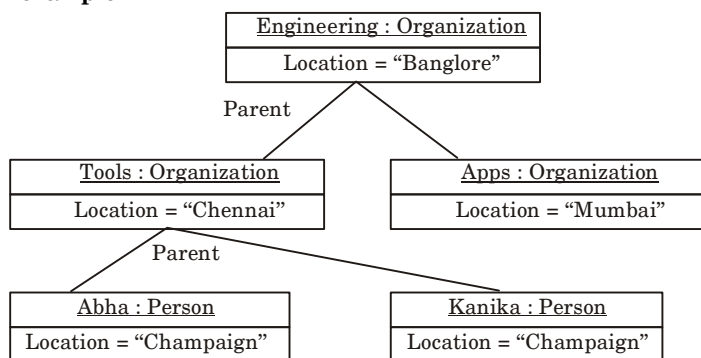 Engineering : Organization
Location = “Banglore”
Parent
Tools : Organization
Location = “Chennai”
Apps : Organization
Location = “Mumbai”
Parent
Abha : Person
Location = “Champaign”
Kanika : Person
Location = “Champaign”